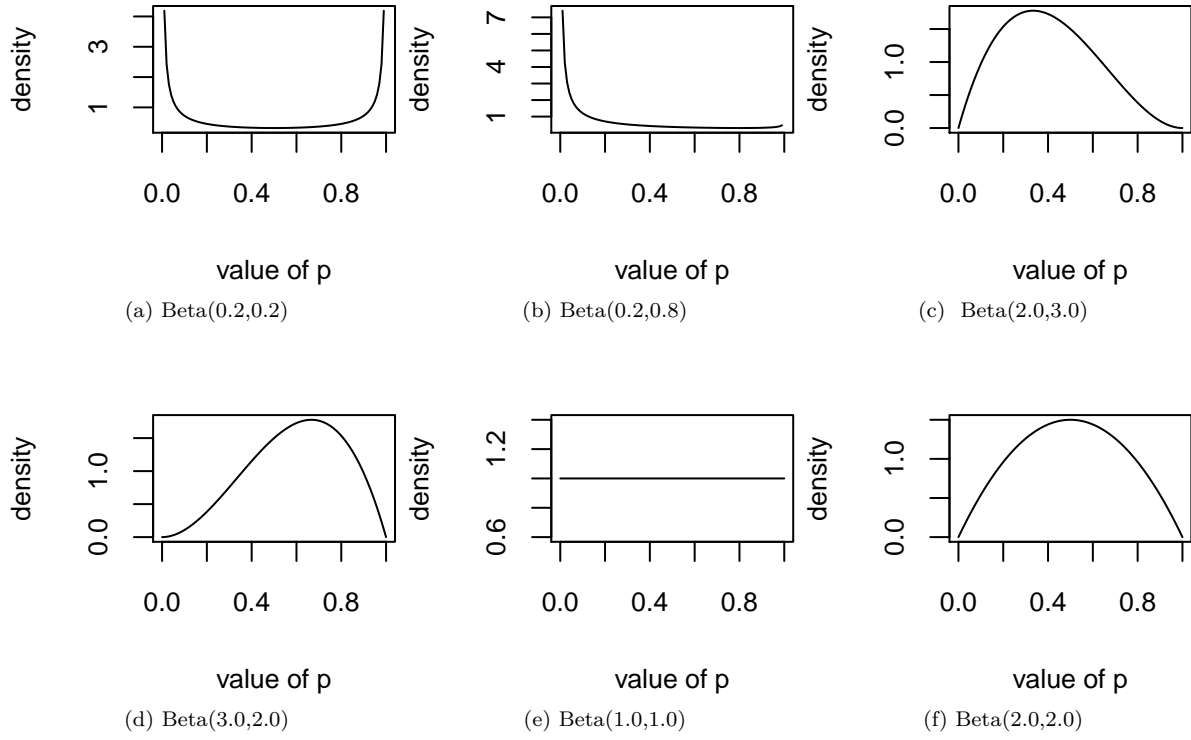 density
1 3
0.0 0.4 0.8
value of p
(a) Beta(0.2,0.2)
density
1 4 7
0.0 0.4 0.8
value of p
(b) Beta(0.2,0.8)
density
0.0 1.0
0.0 0.4 0.8
value of p
(c) Beta(2.0,3.0)
density
0.0 1.0
0.0 0.4 0.8
value of p
(d) Beta(3.0,2.0)
density
0.6 1.2
0.0 0.4 0.8
value of p
(e) Beta(1.0,1.0)
density
0.0 1.0
0.0 0.4 0.8
value of p
(f) Beta(2.0,2.0)